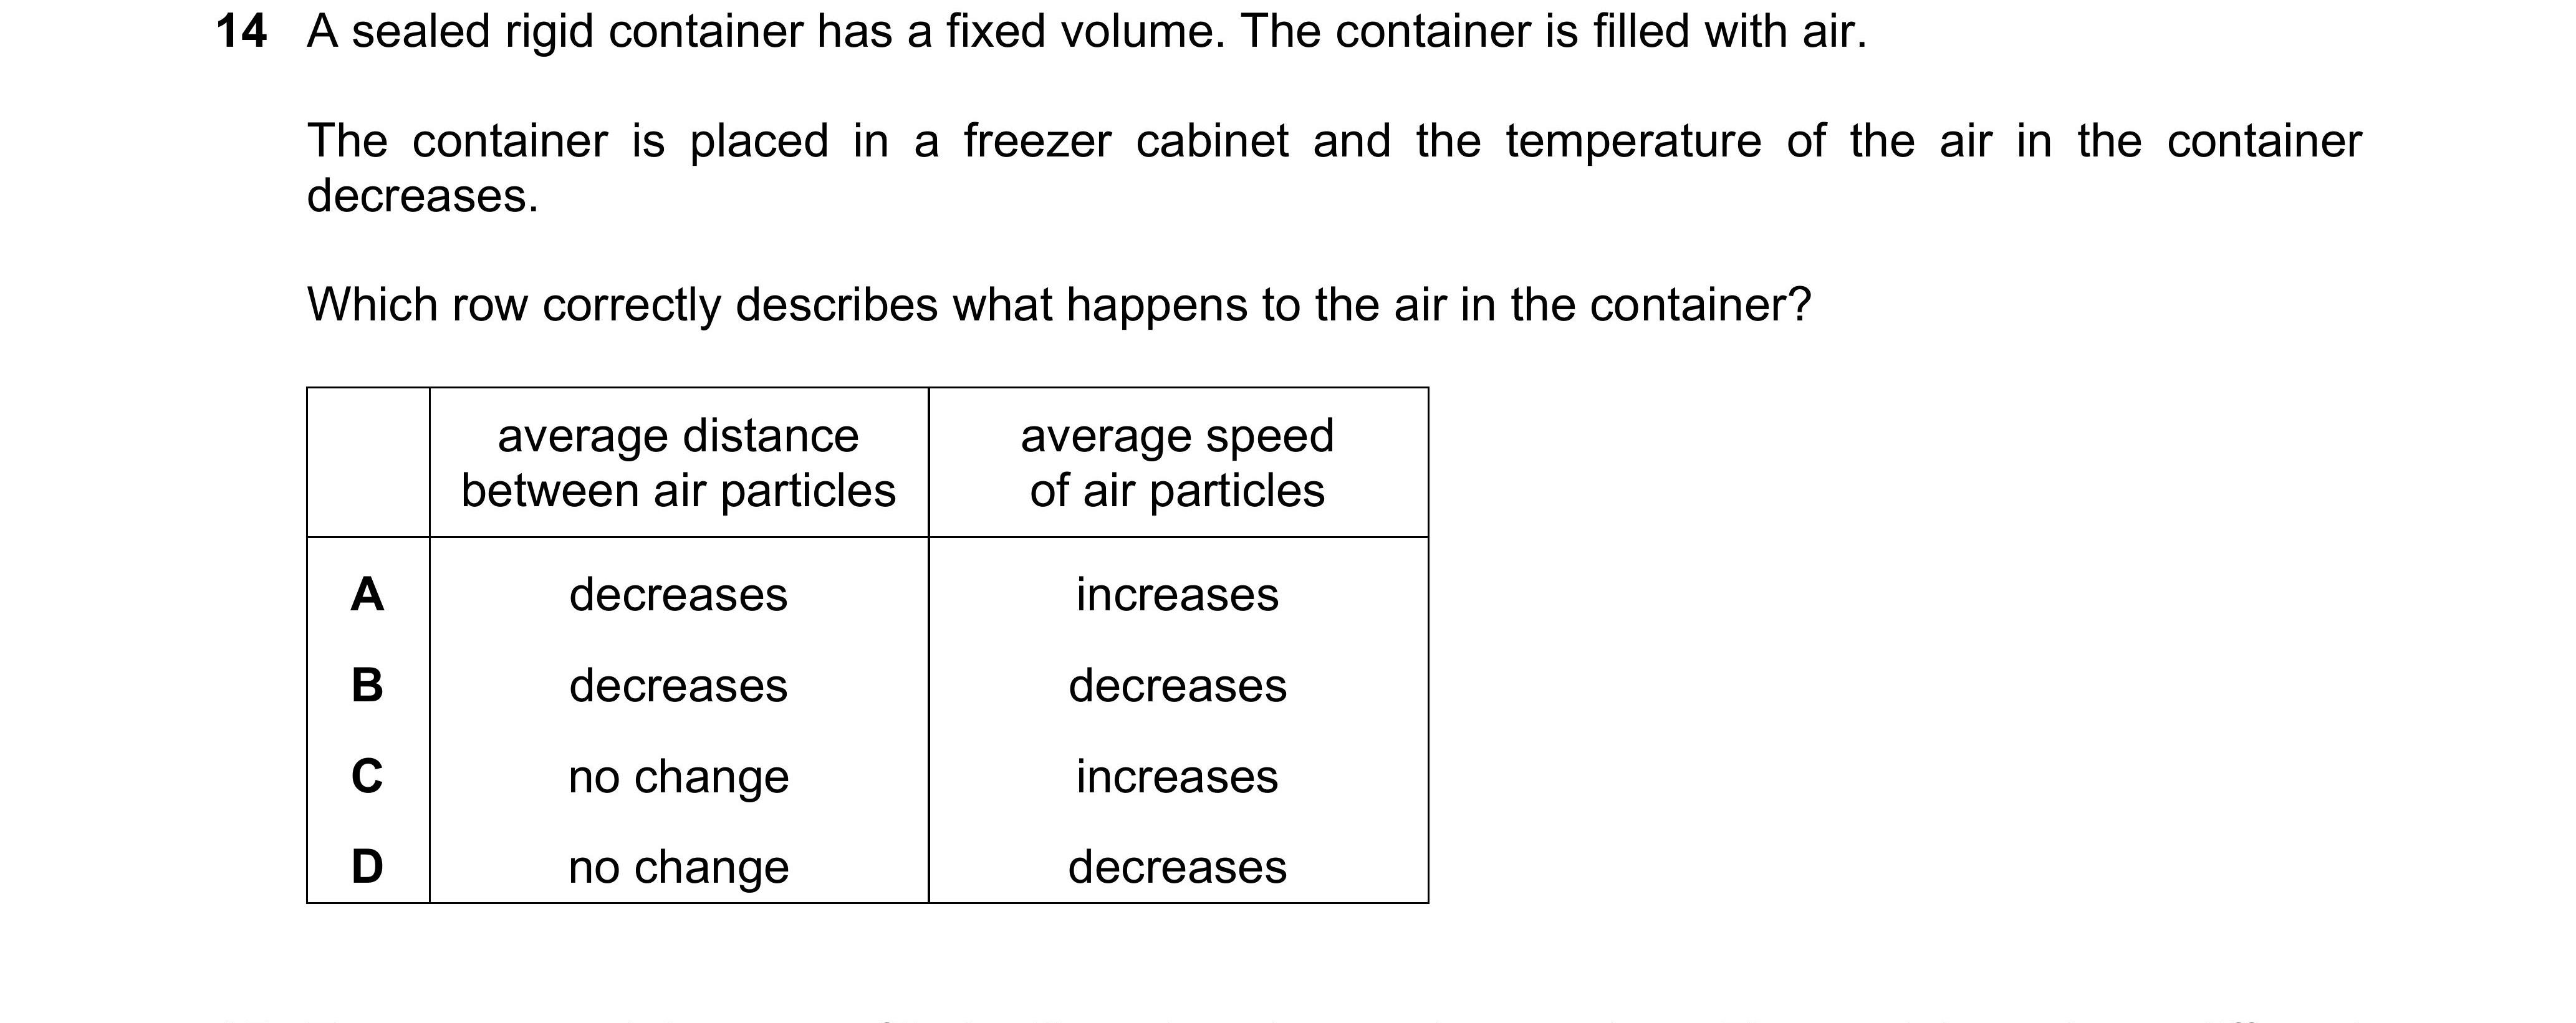 14 A sealed rigid container has a fixed volume. The container is filled with air.
The container is placed in a freezer cabinet and the temperature of the air in the container
decreases.
Which row correctly describes what happens to the air in the container?
average distance between air particles average speed of air particles
A decreases increases
B decreases decreases
C no change increases
D no change decreases